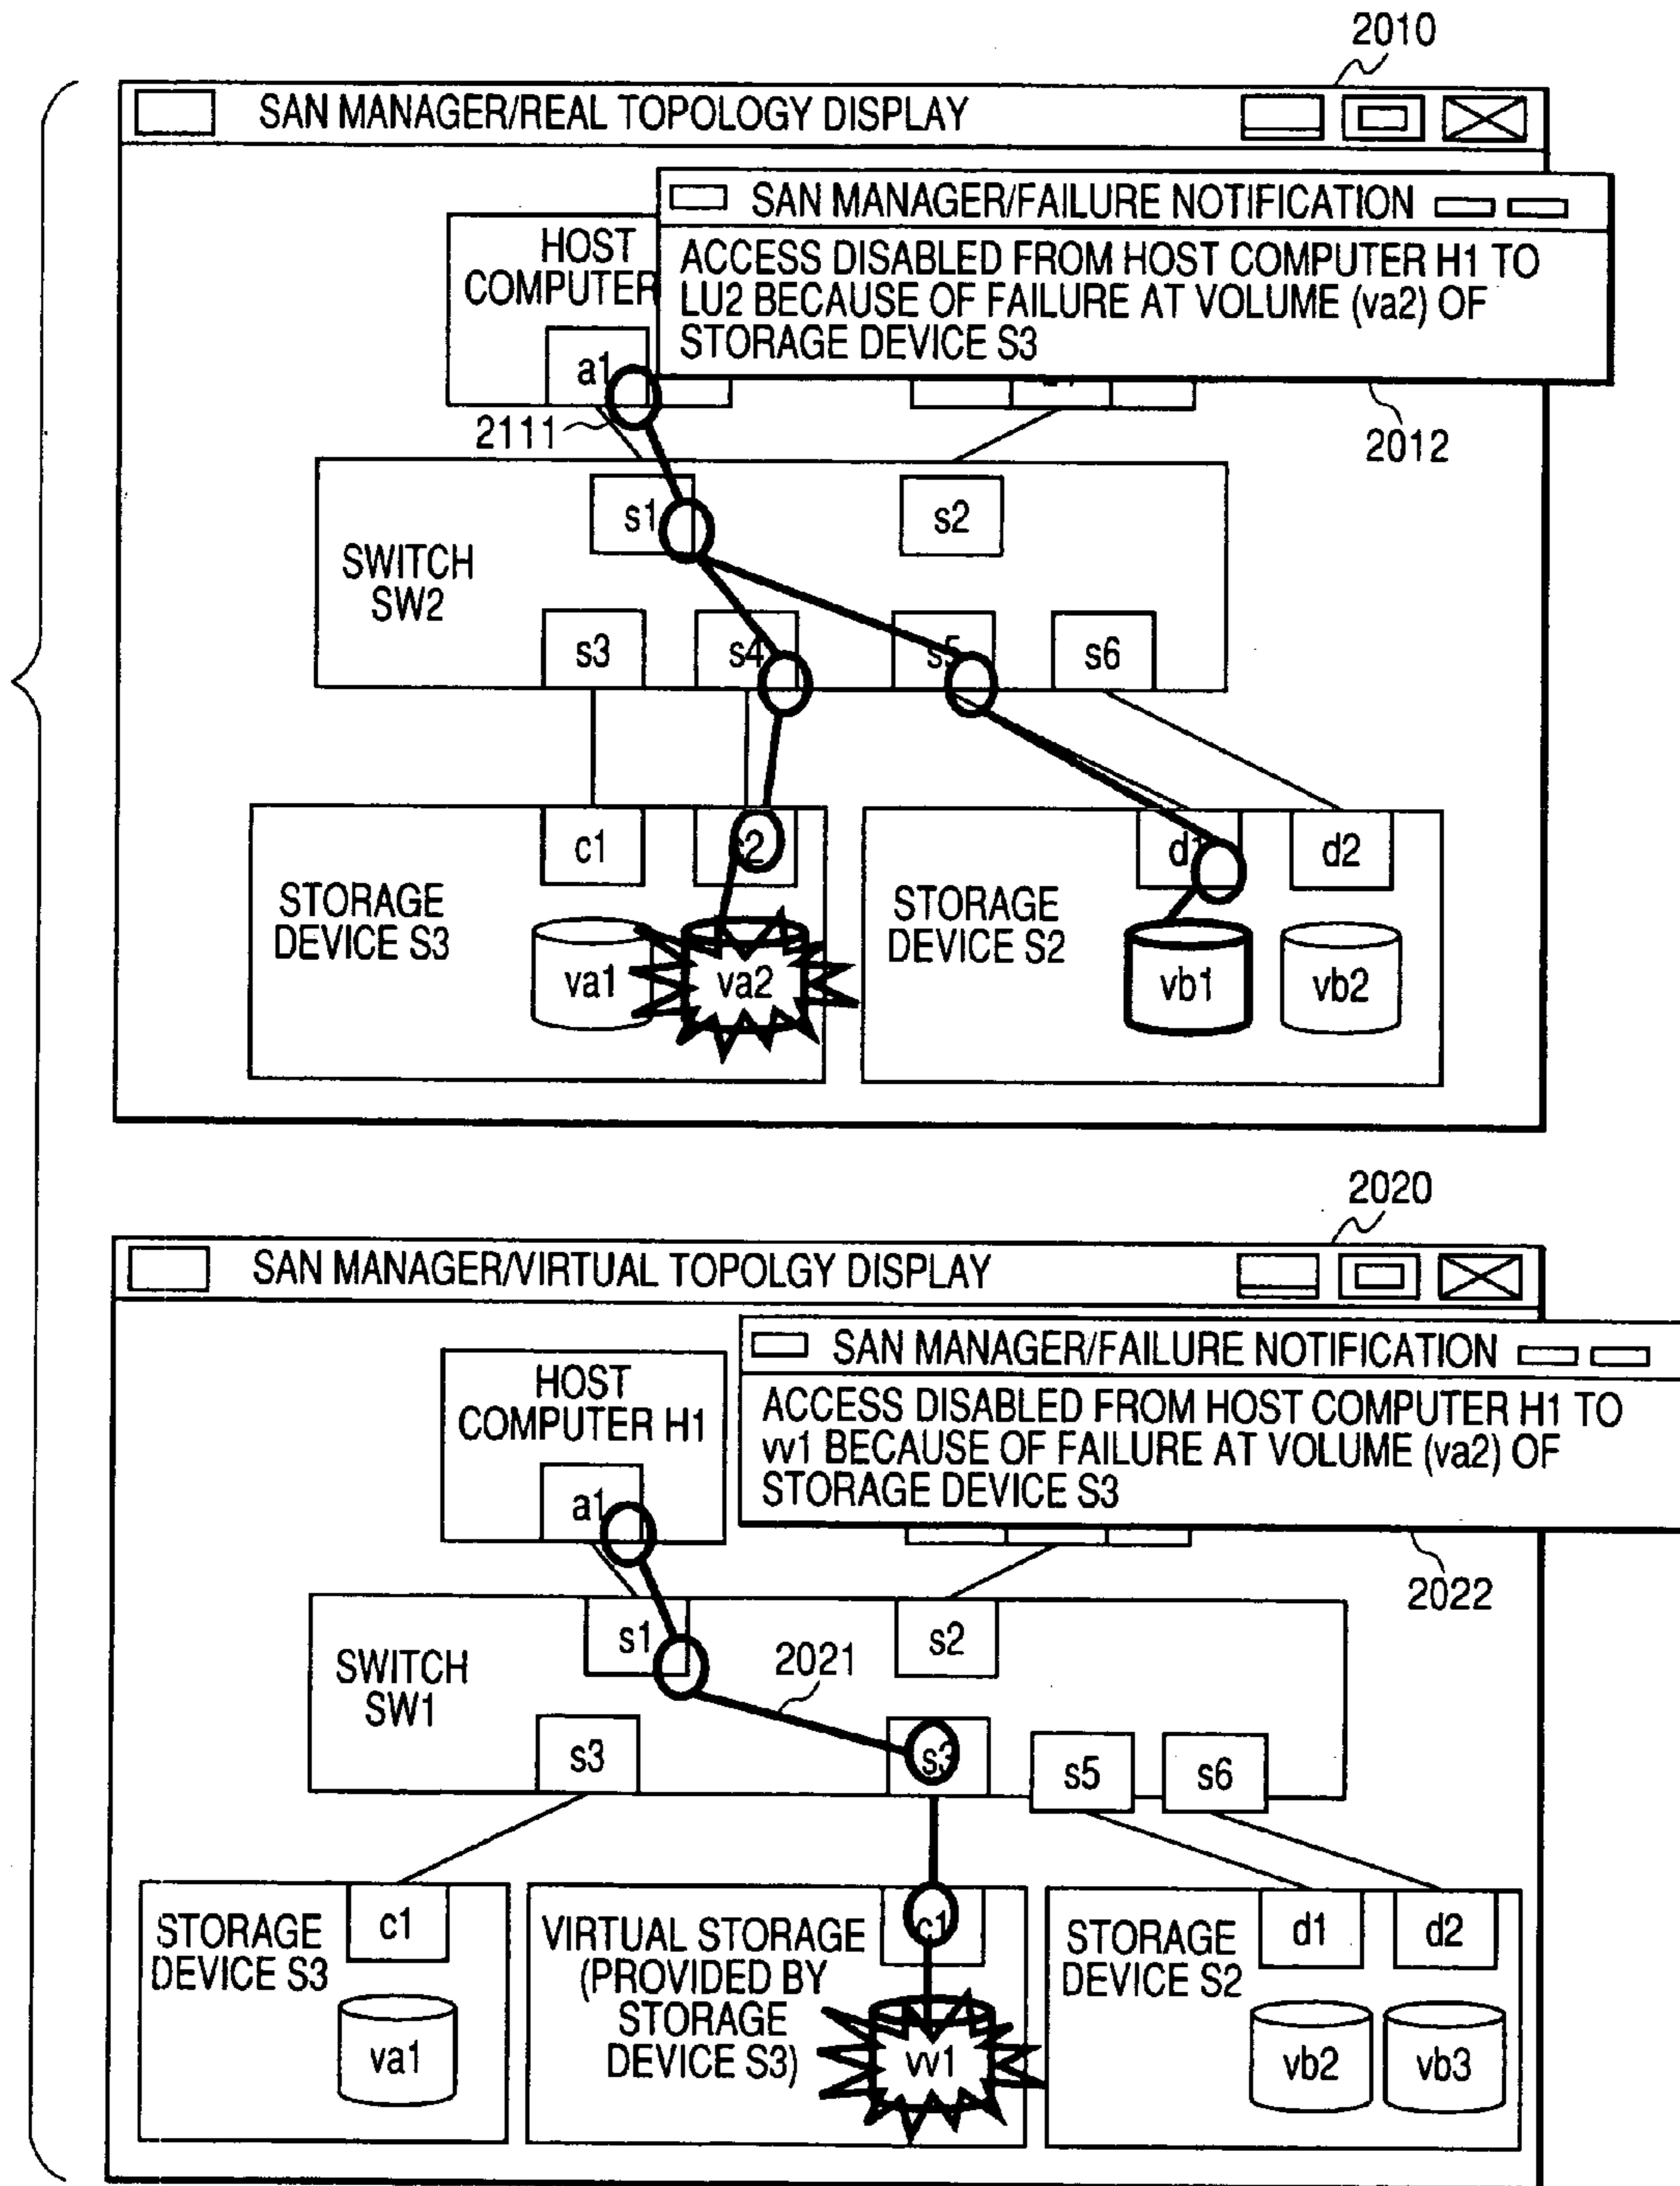 2010
SAN MANAGER/REAL TOPOLOGY DISPLAY
SAN MANAGER/FAILURE NOTIFICATION
ACCESS DISABLED FROM HOST COMPUTER H1 TO
LU2 BECAUSE OF FAILURE AT VOLUME (va2) OF
STORAGE DEVICE S3
HOST
COMPUTER
a1
2111
2012
s1
s2
SWITCH
SW2
s3
s4
s5
s6
c1
2
d1
d2
STORAGE
DEVICE S3
STORAGE
DEVICE S2
va1
va2
vb1
vb2
2020
SAN MANAGER/VIRTUAL TOPOLGY DISPLAY
SAN MANAGER/FAILURE NOTIFICATION
ACCESS DISABLED FROM HOST COMPUTER H1 TO
vv1 BECAUSE OF FAILURE AT VOLUME (va2) OF
STORAGE DEVICE S3
HOST
COMPUTER H1
a1
2022
s1
s2
2021
SWITCH
SW1
s3
s3
s5
s6
STORAGE
DEVICE S3
c1
va1
VIRTUAL STORAGE
(PROVIDED BY
STORAGE
DEVICE S3)
c1
vv1
STORAGE
DEVICE S2
d1
d2
vb2
vb3